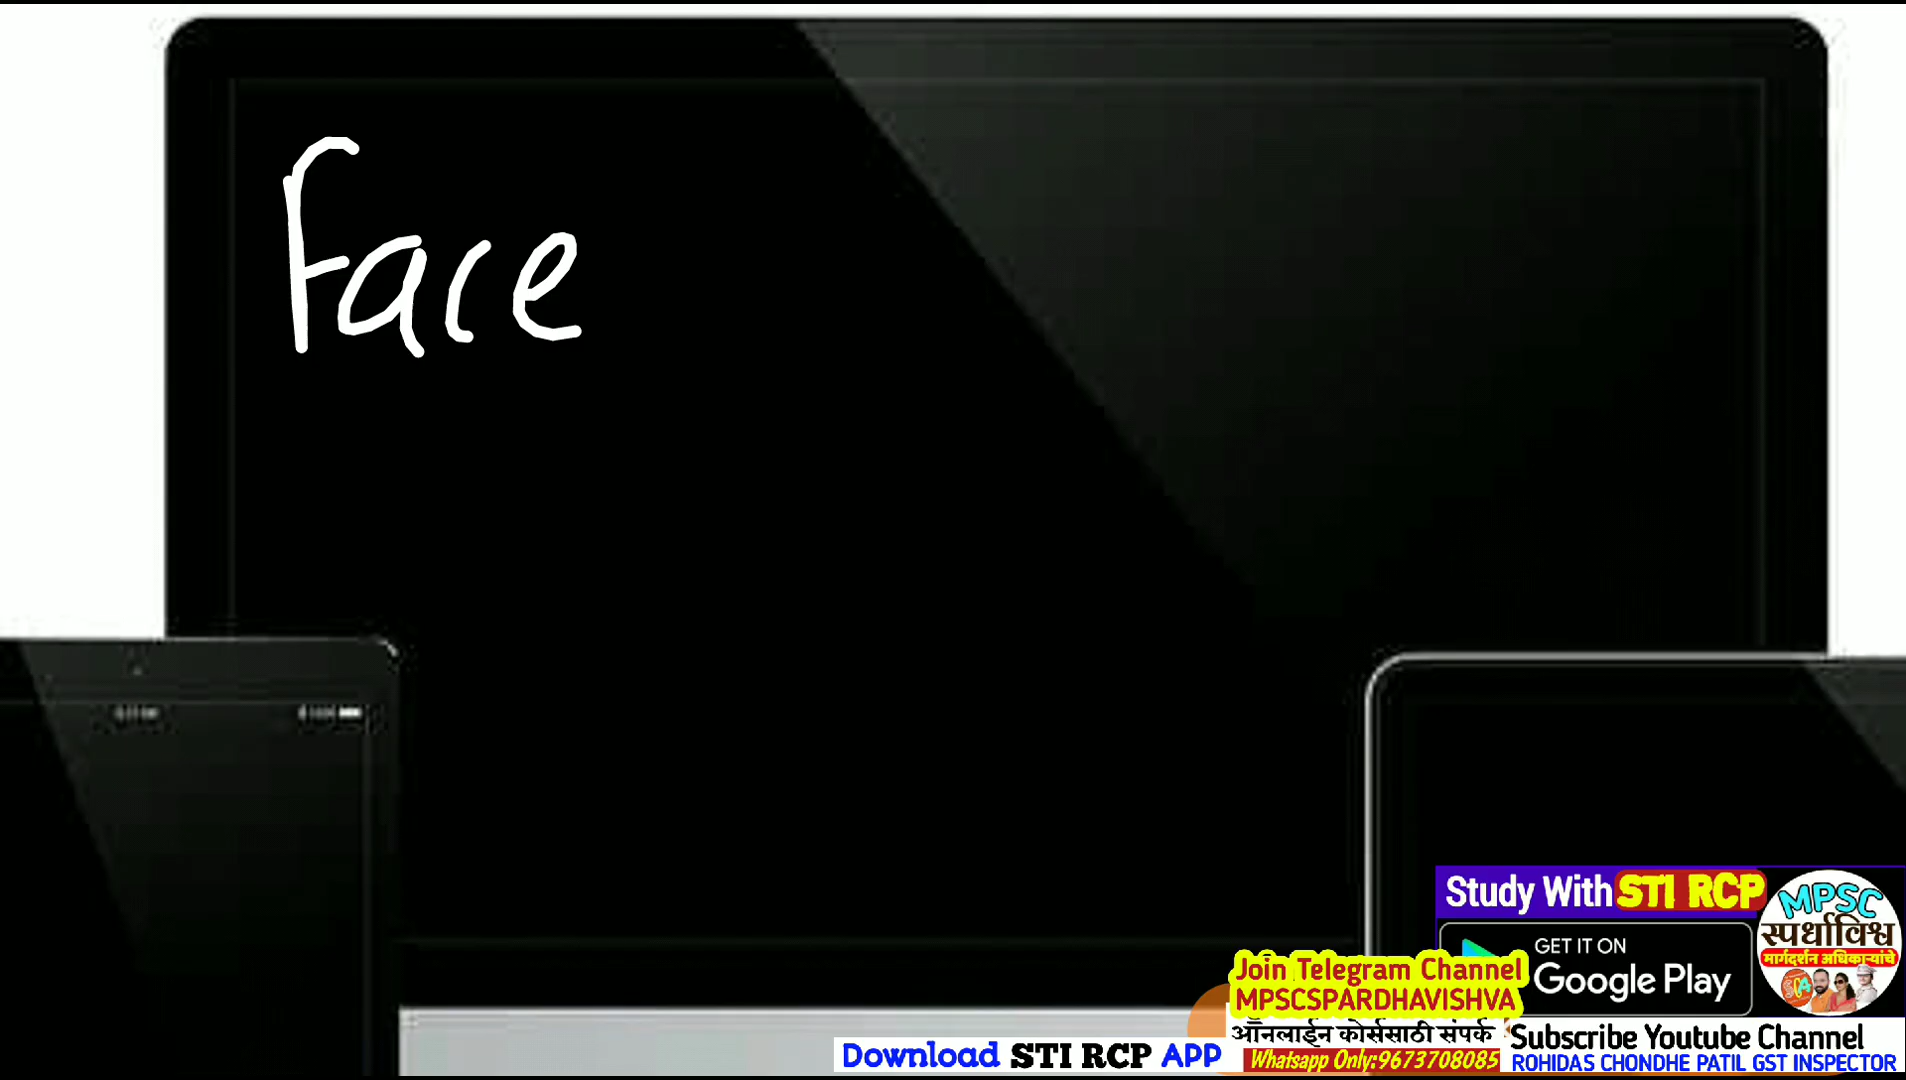 Face
Study With STI RCP
MPSC
स्पर्धाविश्व
मार्गदर्शन अधिकाऱ्यांचे
GET IT ON
Google Play
Join Telegram Channel
MPSCSPARDHAVISHVA
ऑनलाईन कोर्ससाठी संपर्क
Whatsapp Only:9673708085
Download STI RCP APP
Subscribe Youtube Channel
ROHIDAS CHONDHE PATIL GST INSPECTOR